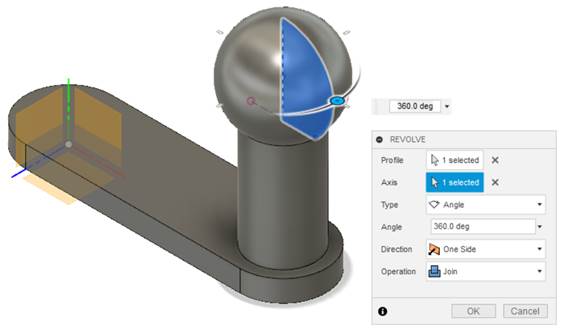 360.0 deg
REVOLVE
Profile 1 selected
Axis 1 selected
Type Angle
Angle 360.0 deg
Direction One Side
Operation Join
OK Cancel